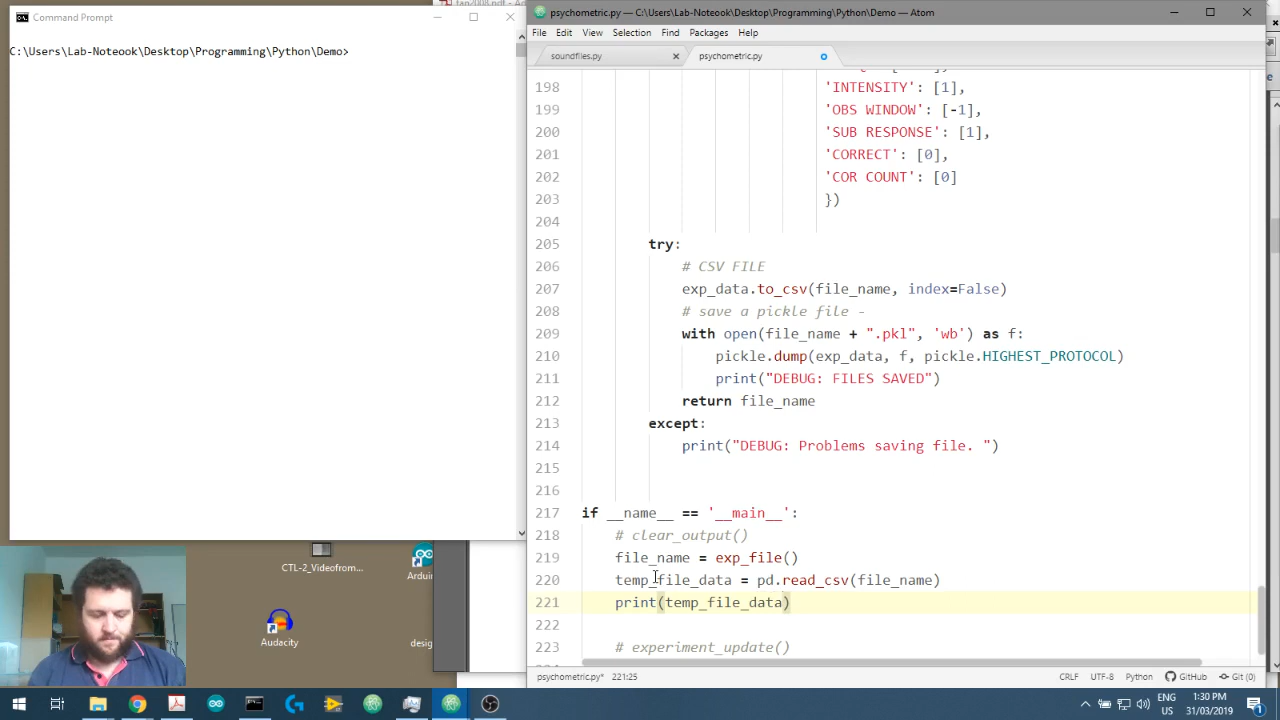 Command Prompt
C:\Users\Lab-Noteook\Desktop\Programming\Python\Demo>
psychometric.py — C:\Users\Lab-Noteook\Desktop\Programming\Python\Demo —
File Edit View Selection Find Packages Help
soundfiles.py
psychometric.py
198 'INTENSITY': [1],
199 'OBS WINDOW': [-1],
200 'SUB RESPONSE': [1],
201 'CORRECT': [0],
202 'COR COUNT': [0]
203 })
204
205 try:
206 # CSV FILE
207 exp_data.to_csv(file_name, index=False)
208 # save a pickle file -
209 with open(file_name + ".pkl", 'wb') as f:
210 pickle.dump(exp_data, f, pickle.HIGHEST_PROTOCOL)
211 print("DEBUG: FILES SAVED")
212 return file_name
213 except:
214 print("DEBUG: Problems saving file. ")
215
216
217 if __name__ == '__main__':
218 # clear_output()
219 file_name = exp_file()
220 temp_file_data = pd.read_csv(file_name)
221 print(temp_file_data)
222
223 # experiment_update()
psychometric.py* 221:25
CRLF UTF-8 Python GitHub Git (0)
CTL-2_Videofrom...
Audacity
ENG
US
1:30 PM
31/03/2019